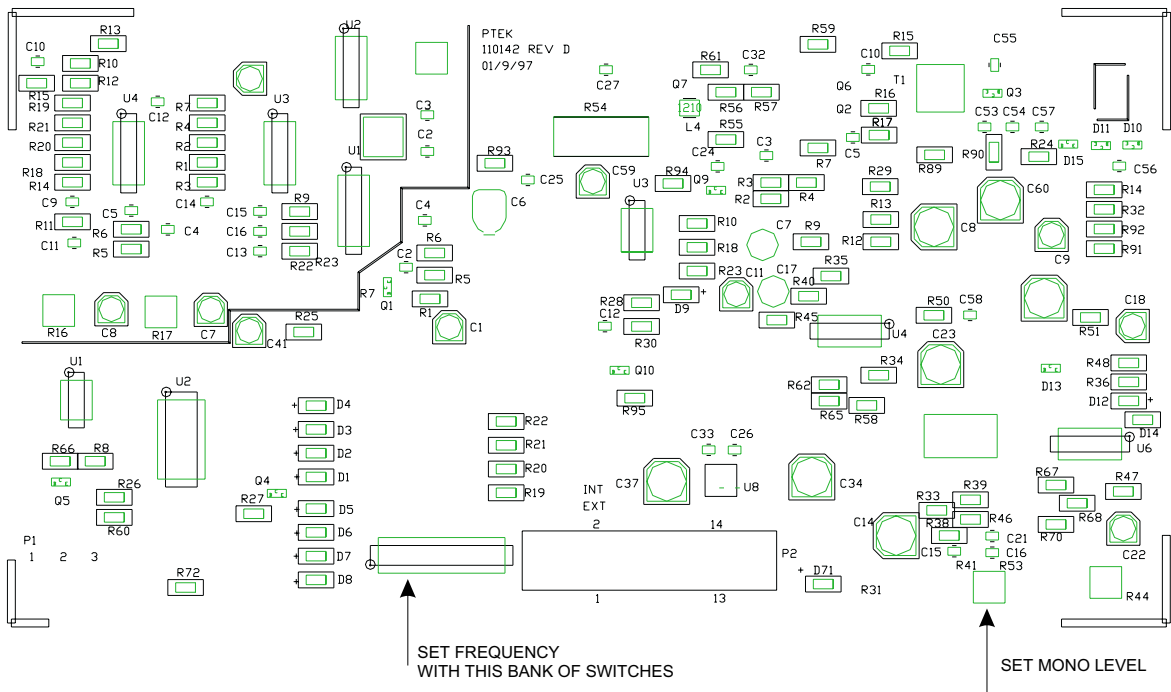 R13
U2
PTEK
110142 REV D
01/9/97
R59
R15
C10
R10
R12
R15
R19
U4
C12
R7
U3
C3
C27
R61
C32
C10
C55
Q7
Q6
T1
R16
Q3
R56
R57
Q2
R54
1210
L4
R21
R4
R17
C53
C54
C57
D11
D10
R20
R2
U1
C2
R93
R55
C3
C5
R7
R90
R24
D15
R18
R1
C24
R89
C56
R14
R3
C25
C59
R94
Q9
R3
R4
R29
C60
R14
C9
C5
C14
C15
R9
C4
C6
U3
R2
R13
R32
R11
R6
C4
C16
R10
C7
R9
R12
C8
R92
C11
R5
C13
R22
R23
R6
R18
C9
R91
C2
R5
R23
C11
C17
R35
R7
Q1
R1
R28
D9
+
R40
R50
C58
C18
R16
C8
R17
C7
C41
R25
C1
C12
R30
R45
U4
C23
R51
U1
U2
Q10
R34
R48
R62
D13
R36
D4
+
R95
R65
R58
D12
+
D3
+
R22
D14
D2
+
R21
C33
C26
U6
R66
R8
D1
+
R20
R67
R47
Q5
R26
Q4
R27
R19
INT
EXT
C37
U8
C34
R39
R33
R68
R60
D5
+
2
14
C14
R38
R46
R70
D6
+
C21
C22
P1
1 2 3
D7
+
P2
C15
C16
R72
D8
+
1
13
+
D71
R31
R41
R53
R44
SET FREQUENCY
WITH THIS BANK OF SWITCHES
SET MONO LEVEL